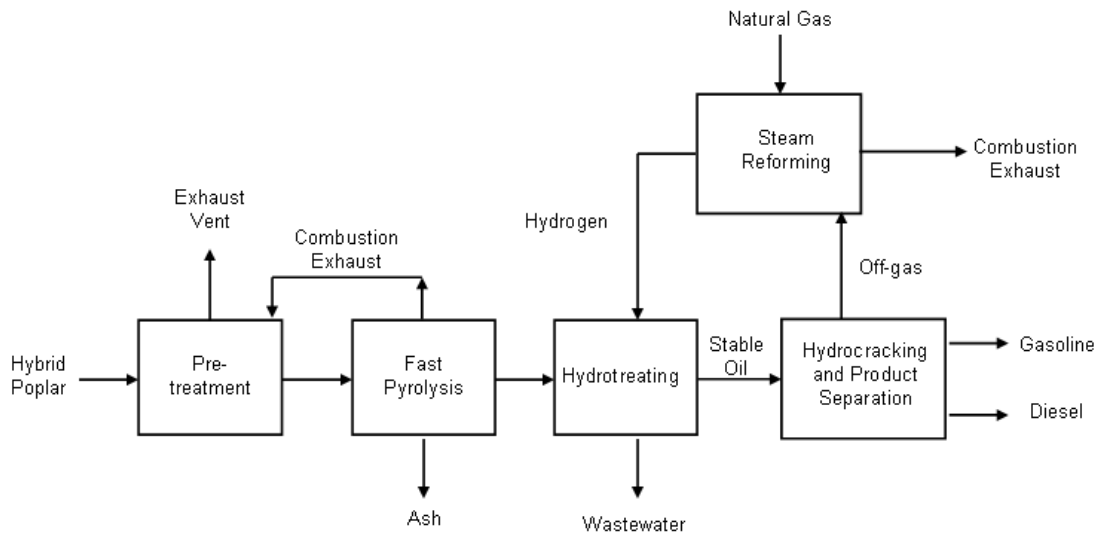 Natural Gas
Steam
Reforming
Combustion
Exhaust
Exhaust
Vent
Combustion
Exhaust
Hydrogen
Off-gas
Hybrid
Poplar
Pre-
treatment
Fast
Pyrolysis
Hydrotreating
Stable
Oil
Hydrocracking
and Product
Separation
Gasoline
Diesel
Ash
Wastewater